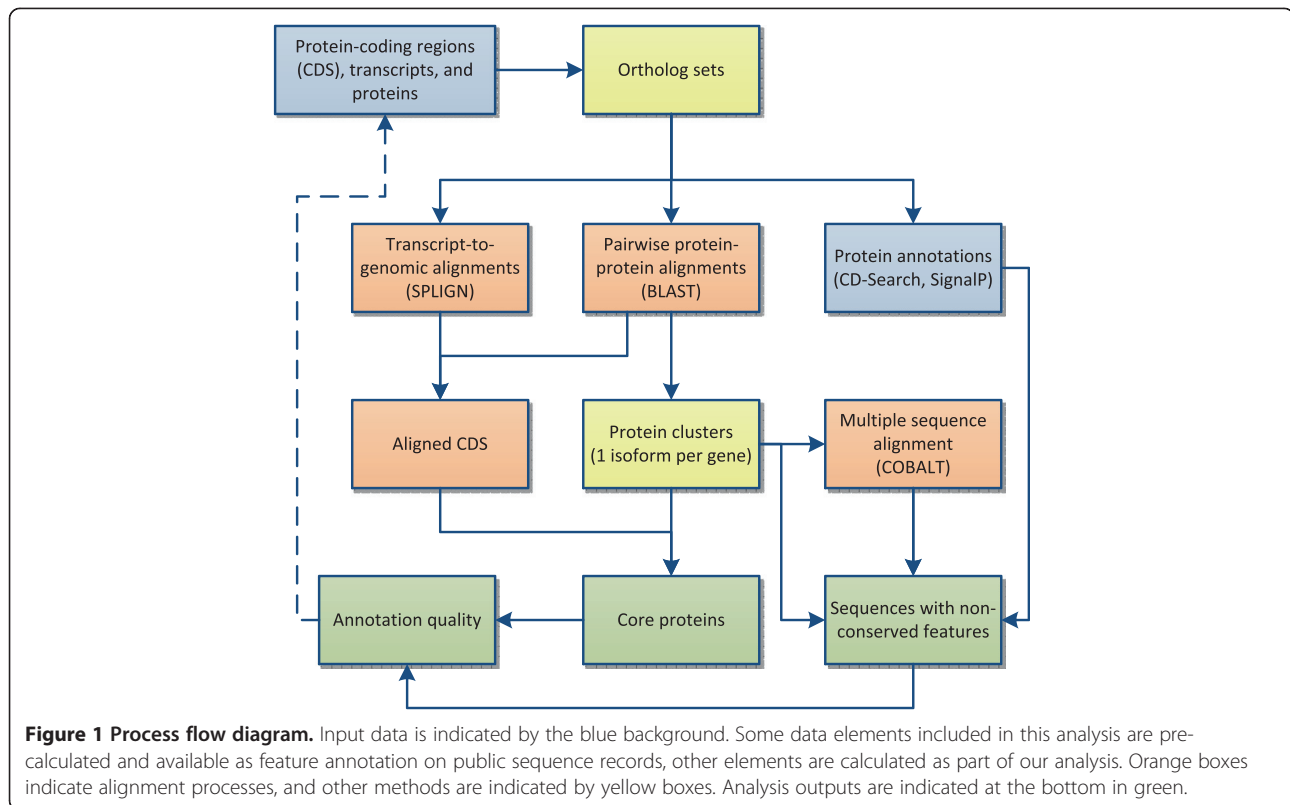 Protein-coding regions
(CDS), transcripts, and
proteins
Ortholog sets
Transcript-to-
genomic alignments
(SPLIGN)
Pairwise protein-
protein alignments
(BLAST)
Protein annotations
(CD-Search, SignalP)
Aligned CDS
Protein clusters
(1 isoform per gene)
Multiple sequence
alignment
(COBALT)
Annotation quality
Core proteins
Sequences with non-
conserved features
Figure 1 Process flow diagram. Input data is indicated by the blue background. Some data elements included in this analysis are pre-
calculated and available as feature annotation on public sequence records, other elements are calculated as part of our analysis. Orange boxes
indicate alignment processes, and other methods are indicated by yellow boxes. Analysis outputs are indicated at the bottom in green.